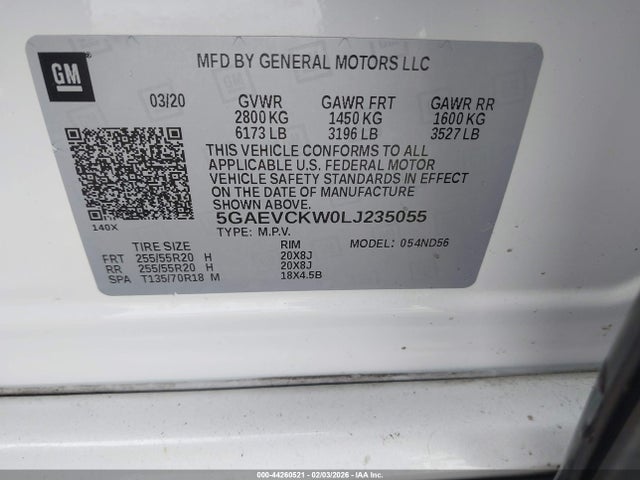 GM
MFD BY GENERAL MOTORS LLC
03/20 GVWR GAWR FRT GAWR RR
2800 KG 1450 KG 1600 KG
6173 LB 3196 LB 3527 LB
THIS VEHICLE CONFORMS TO ALL
APPLICABLE U.S. FEDERAL MOTOR
VEHICLE SAFETY STANDARDS IN EFFECT
ON THE DATE OF MANUFACTURE
SHOWN ABOVE.
5GAEVCKW0LJ235055
140X
TYPE: M.P.V.
TIRE SIZE RIM MODEL: 054ND56
FRT 255/55R20 H 20X8J
RR 255/55R20 H 20X8J
SPA T135/70R18 M 18X4.5B
000-44260521 - 02/03/2026 - IAAI.COM